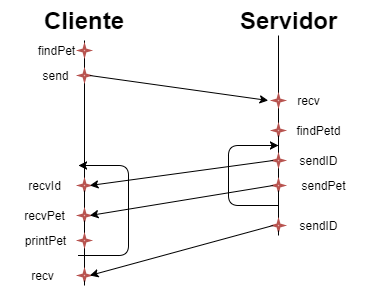 Cliente
Servidor
findPet
send
recv
findPetd
sendID
recvId
sendPet
recvPet
printPet
sendID
recv